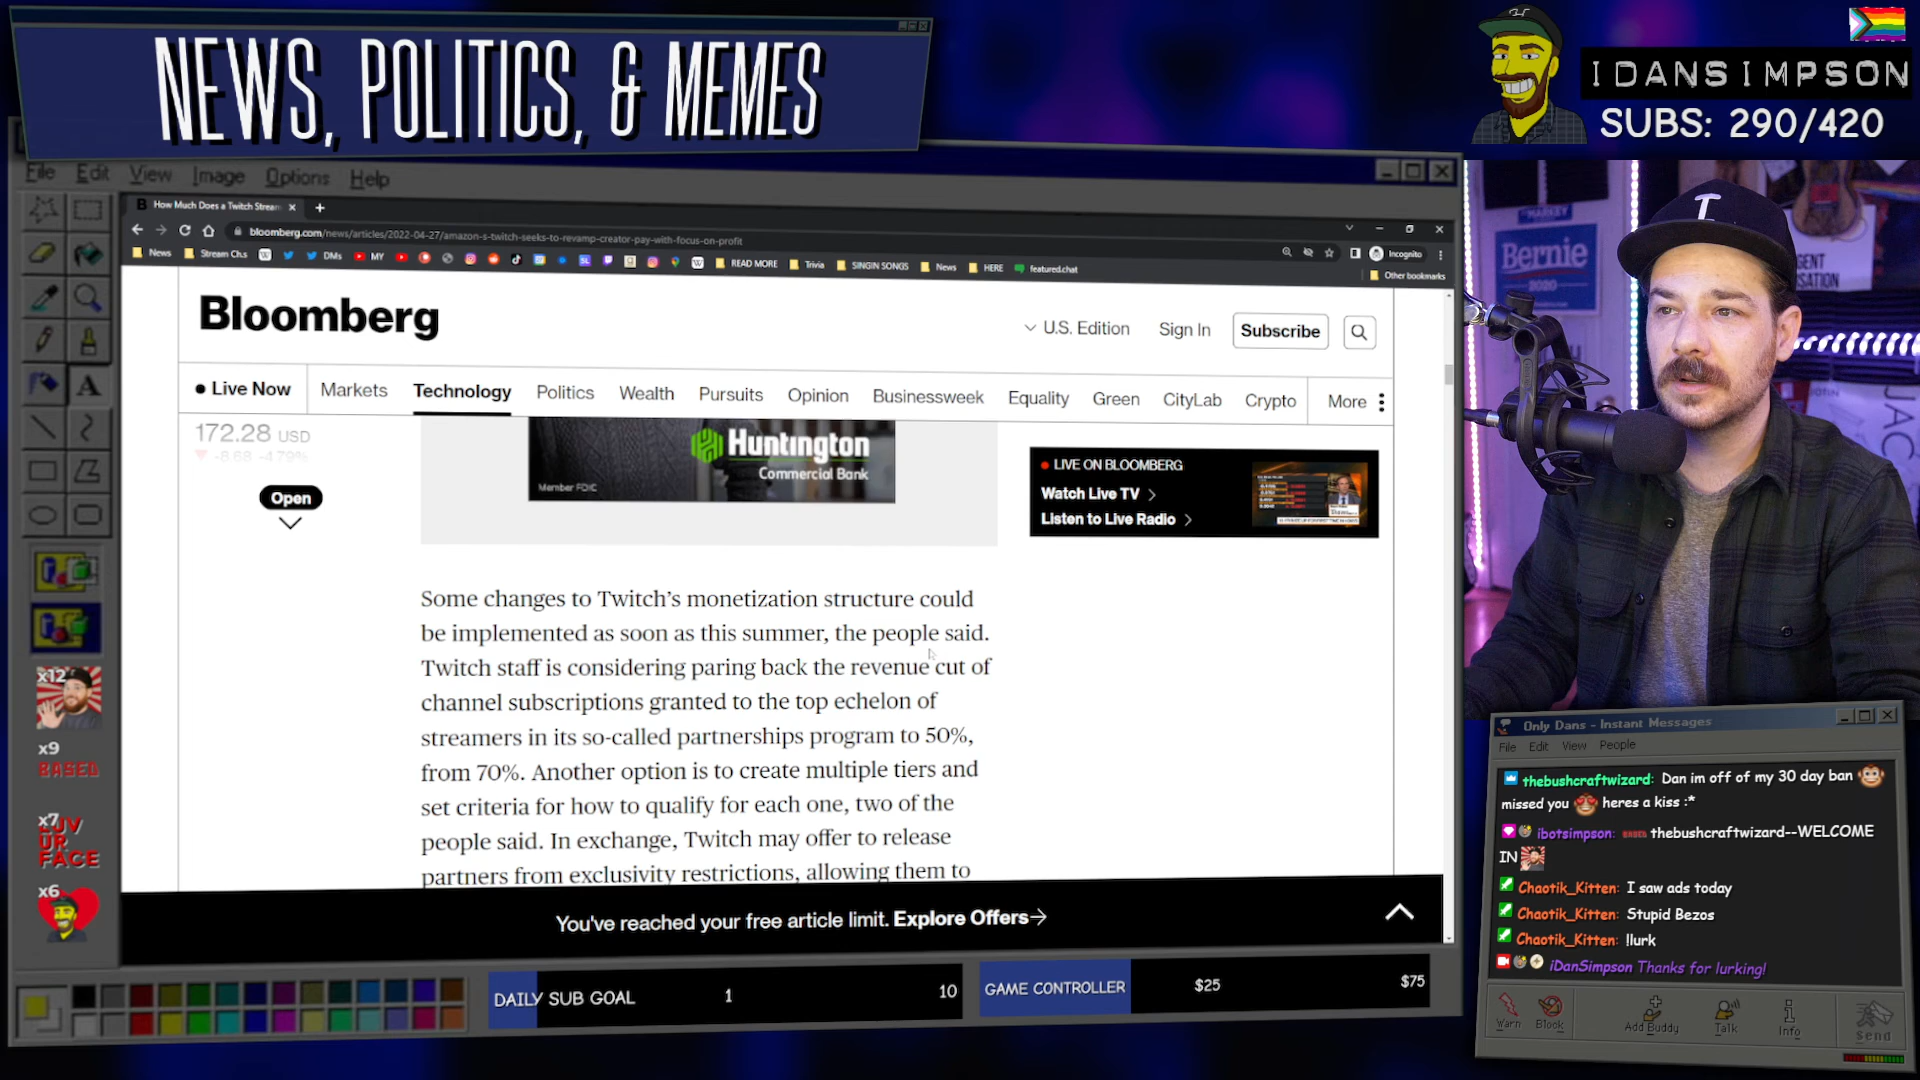 NEWS, POLITICS, & MEMES
IDANSIMPSON
SUBS: 290/420
File Edit View Image Options Help
B How Much Does a Twitch Stream
bloomberg.com/news/articles/2022-04-27/amazon-s-twitch-seeks-to-revamp-creator-pay-with-focus-on-profit
Incognito
News Stream Ch.s DMs MY READ MORE Trivia SINGIN SONGS News HERE featured.chat
Other bookmarks
Bloomberg
U.S. Edition Sign In Subscribe
Live Now Markets Technology Politics Wealth Pursuits Opinion Businessweek Equality Green CityLab Crypto More
172.28 USD
-8.68 -4.79%
Open
Huntington
Commercial Bank
Member FDIC
LIVE ON BLOOMBERG
Watch Live TV
Listen to Live Radio
Some changes to Twitch's monetization structure could
be implemented as soon as this summer, the people said.
Twitch staff is considering paring back the revenue cut of
channel subscriptions granted to the top echelon of
streamers in its so-called partnerships program to 50%,
from 70%. Another option is to create multiple tiers and
set criteria for how to qualify for each one, two of the
people said. In exchange, Twitch may offer to release
partners from exclusivity restrictions, allowing them to
You've reached your free article limit. Explore Offers→
x12
x9
BASED
x7
LUV
UR
FACE
x6
DAILY SUB GOAL 1 10
GAME CONTROLLER $25 $75
Bernie
2020
I
Only Dans - Instant Messages
File Edit View People
thebushcraftwizard: Dan im off of my 30 day ban
missed you heres a kiss :*
ibotsimpson: BASED thebushcraftwizard--WELCOME
IN
Chaotik_Kitten: I saw ads today
Chaotik_Kitten: Stupid Bezos
Chaotik_Kitten: !lurk
iDanSimpson Thanks for lurking!
Warn Block Add Buddy Talk Info Send